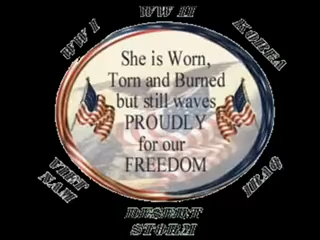 WW I
WW II
KOREA
She is Worn,
Torn and Burned
but still waves
PROUDLY
for our
FREEDOM
VIET
NAM
IRAQ
DESERT
STORM